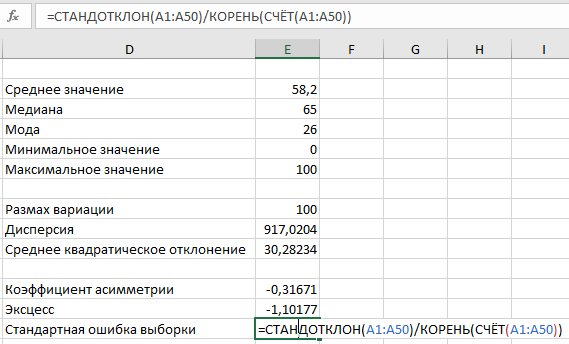 fx =СТАНДОТКЛОН(A1:A50)/КОРЕНЬ(СЧЁТ(A1:A50))
D E F G H I
Среднее значение 58,2
Медиана 65
Мода 26
Минимальное значение 0
Максимальное значение 100
Размах вариации 100
Дисперсия 917,0204
Среднее квадратическое отклонение 30,28234
Коэффициент асимметрии -0,31671
Эксцесс -1,10177
Стандартная ошибка выборки =СТАНДОТКЛОН(A1:A50)/КОРЕНЬ(СЧЁТ(A1:A50))